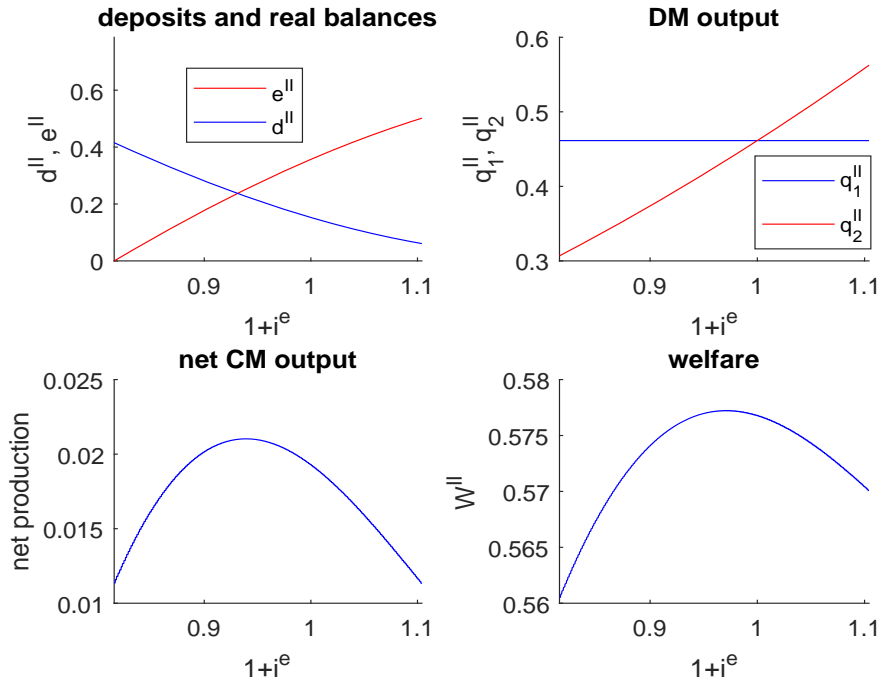 deposits and real balances
d^II, e^II
0.6
0.4
0.2
0
e^II
d^II
0.9
1
1.1
1+i^e
DM output
q_1^II, q_2^II
0.6
0.5
0.4
0.3
q_1^II
q_2^II
0.9
1
1.1
1+i^e
net CM output
net production
0.025
0.02
0.015
0.01
0.9
1
1.1
1+i^e
welfare
W^II
0.58
0.575
0.57
0.565
0.56
0.9
1
1.1
1+i^e